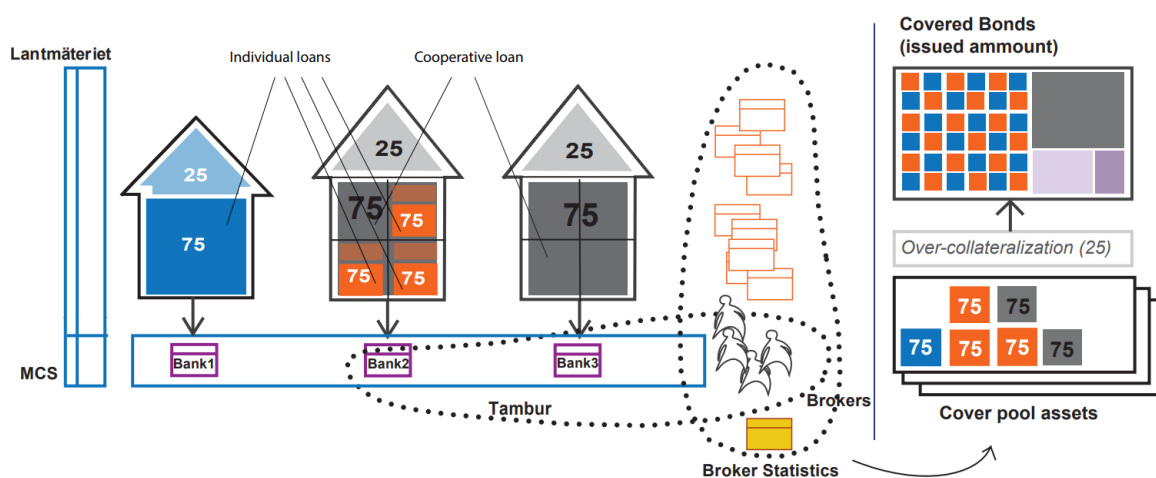 Lantmäteriet
Individual loans
Cooperative loan
25
25
25
75
75
75
75
75
75
Bank1
Bank2
Bank3
MCS
Tambur
Brokers
Broker Statistics
Covered Bonds
(issued ammount)
Over-collateralization (25)
75
75
75
75
75
75
Cover pool assets